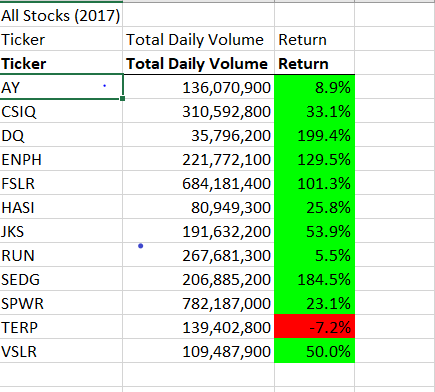 All Stocks (2017)
Ticker Total Daily Volume Return
Ticker Total Daily Volume Return
AY 136,070,900 8.9%
CSIQ 310,592,800 33.1%
DQ 35,796,200 199.4%
ENPH 221,772,100 129.5%
FSLR 684,181,400 101.3%
HASI 80,949,300 25.8%
JKS 191,632,200 53.9%
RUN 267,681,300 5.5%
SEDG 206,885,200 184.5%
SPWR 782,187,000 23.1%
TERP 139,402,800 -7.2%
VSLR 109,487,900 50.0%